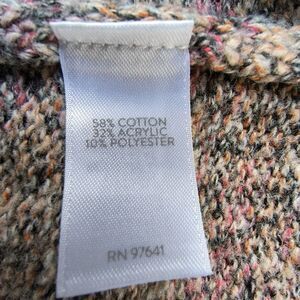 58% COTTON
32% ACRYLIC
10% POLYESTER
RN 97641